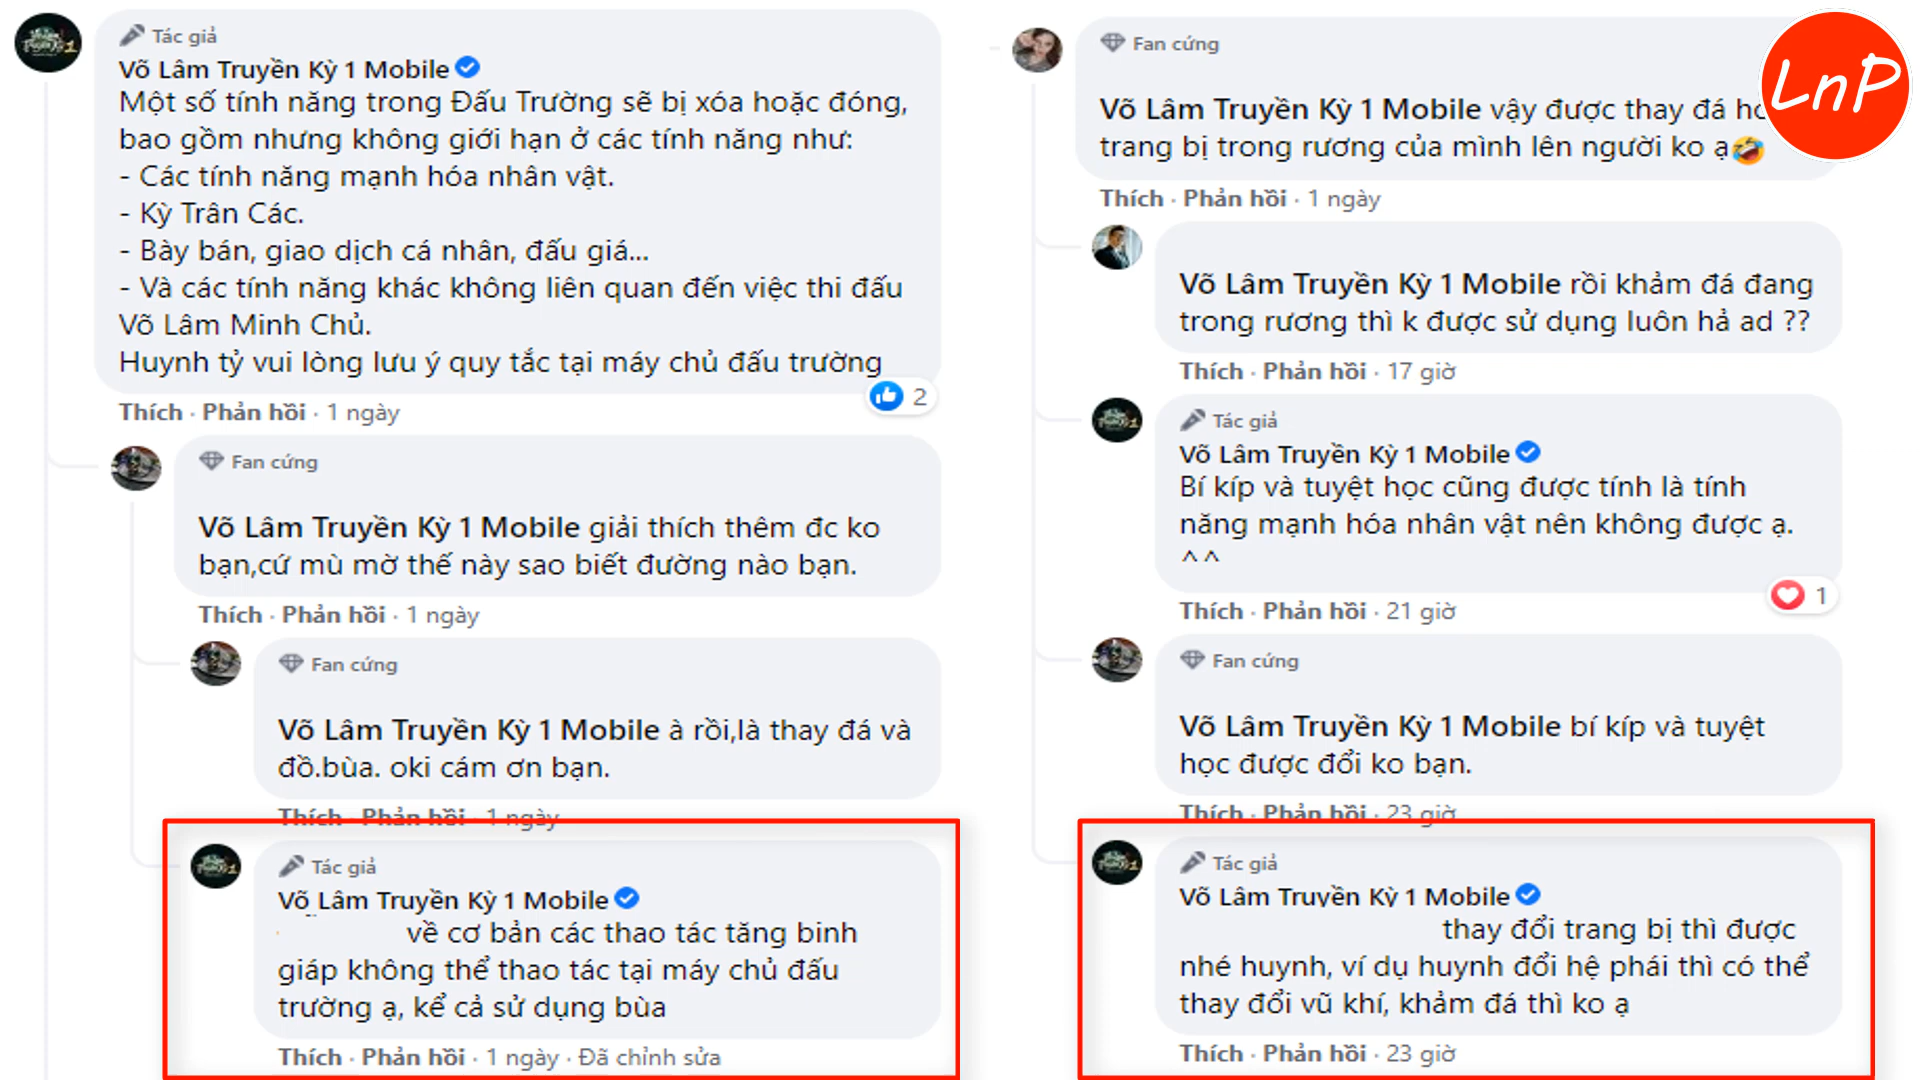 Tác giả
Võ Lâm Truyền Kỳ 1 Mobile
Một số tính năng trong Đấu Trường sẽ bị xóa hoặc đóng,
bao gồm nhưng không giới hạn ở các tính năng như:
- Các tính năng mạnh hóa nhân vật.
- Kỳ Trân Các.
- Bày bán, giao dịch cá nhân, đấu giá...
- Và các tính năng khác không liên quan đến việc thi đấu
Võ Lâm Minh Chủ.
Huynh tỷ vui lòng lưu ý quy tắc tại máy chủ đấu trường
2
Thích · Phản hồi · 1 ngày
Fan cứng
Võ Lâm Truyền Kỳ 1 Mobile giải thích thêm đc ko
bạn,cứ mù mờ thế này sao biết đường nào bạn.
Thích · Phản hồi · 1 ngày
Fan cứng
Võ Lâm Truyền Kỳ 1 Mobile à rồi,là thay đá và
đồ.bùa. oki cám ơn bạn.
Thích · Phản hồi · 1 ngày
Tác giả
Võ Lâm Truyền Kỳ 1 Mobile
về cơ bản các thao tác tăng binh
giáp không thể thao tác tại máy chủ đấu
trường ạ, kể cả sử dụng bùa
Thích · Phản hồi · 1 ngày · Đã chỉnh sửa
Fan cứng
Võ Lâm Truyền Kỳ 1 Mobile vậy được thay đá
trang bị trong rương của mình lên người ko ạ🤣
Thích · Phản hồi · 1 ngày
Võ Lâm Truyền Kỳ 1 Mobile rồi khảm đá đang
trong rương thì k được sử dụng luôn hả ad ??
Thích · Phản hồi · 17 giờ
Tác giả
Võ Lâm Truyền Kỳ 1 Mobile
Bí kíp và tuyệt học cũng được tính là tính
năng mạnh hóa nhân vật nên không được ạ.
^^
1
Thích · Phản hồi · 21 giờ
Fan cứng
Võ Lâm Truyền Kỳ 1 Mobile bí kíp và tuyệt
học được đổi ko bạn.
Thích · Phản hồi · 23 giờ
Tác giả
Võ Lâm Truyền Kỳ 1 Mobile
thay đổi trang bị thì được
nhé huynh, ví dụ huynh đổi hệ phái thì có thể
thay đổi vũ khí, khảm đá thì ko ạ
Thích · Phản hồi · 23 giờ
LnP